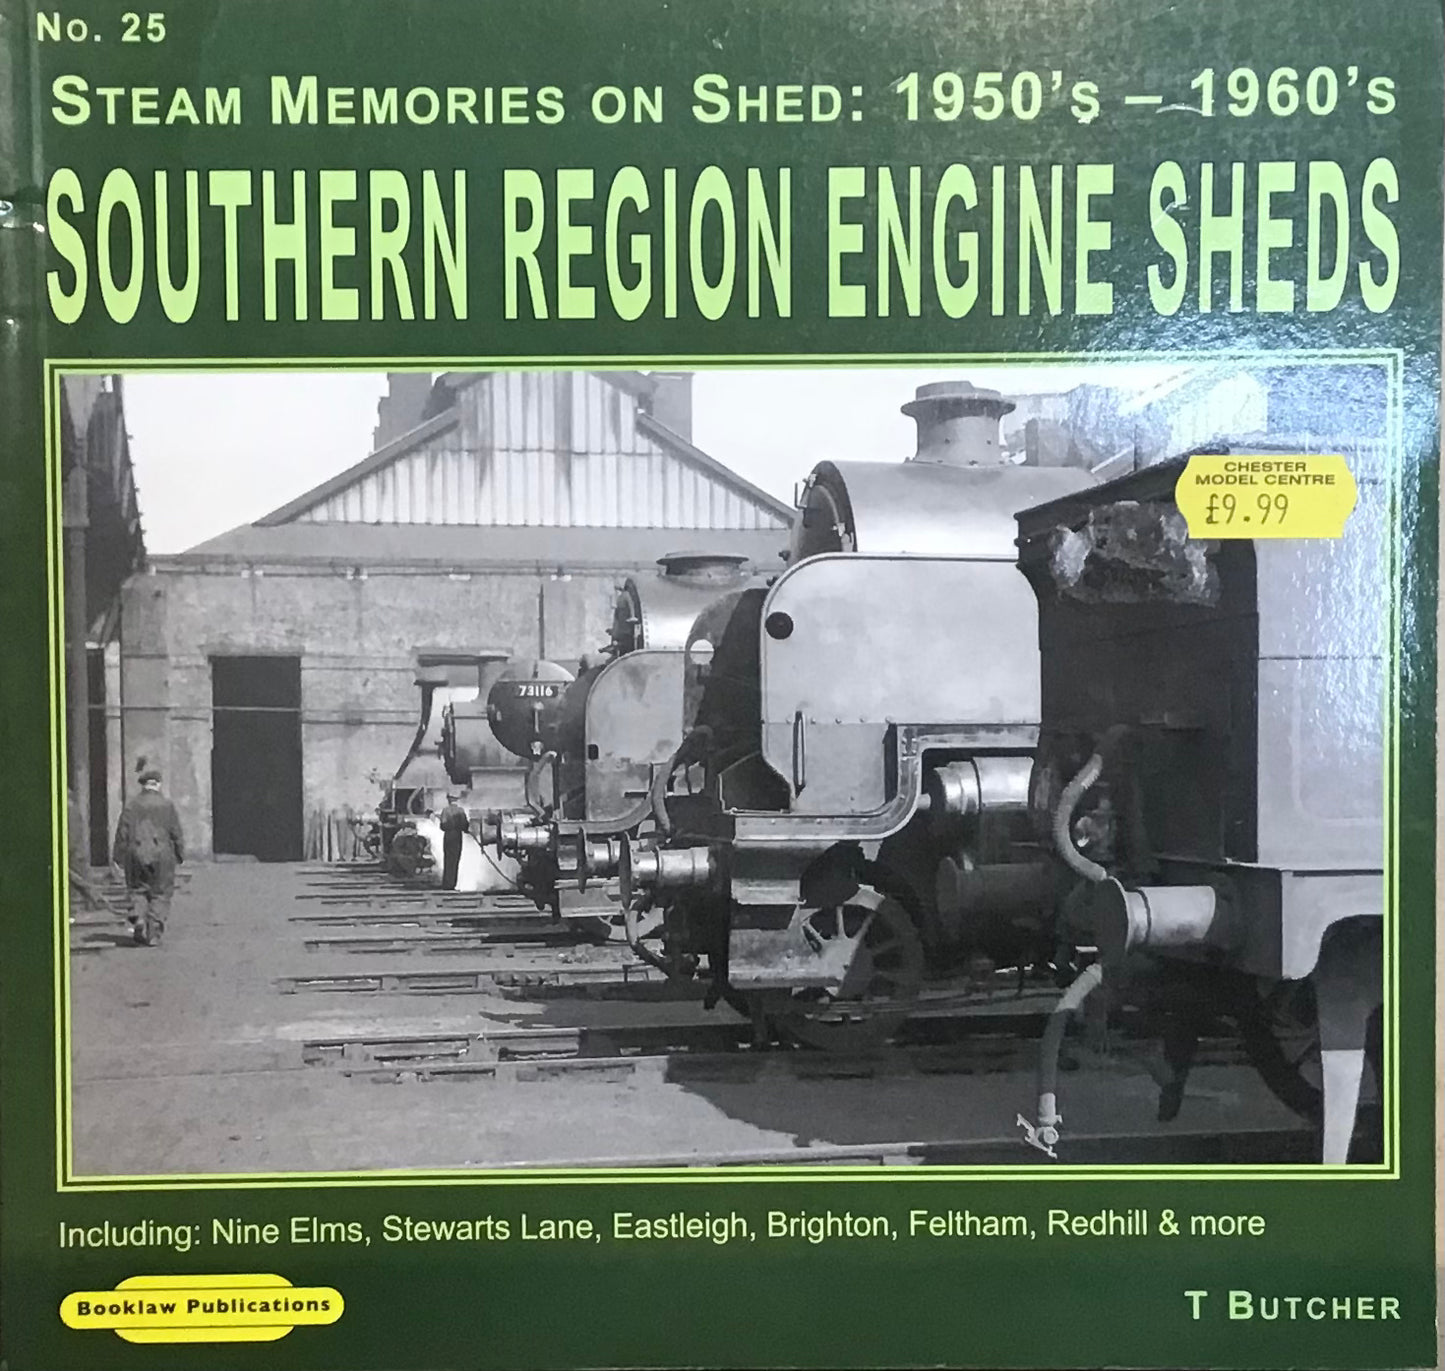 No. 25
STEAM MEMORIES ON SHED: 1950's – 1960's
SOUTHERN REGION ENGINE SHEDS
CHESTER
MODEL CENTRE
£9.99
73116
Including: Nine Elms, Stewarts Lane, Eastleigh, Brighton, Feltham, Redhill & more
Booklaw Publications
T BUTCHER